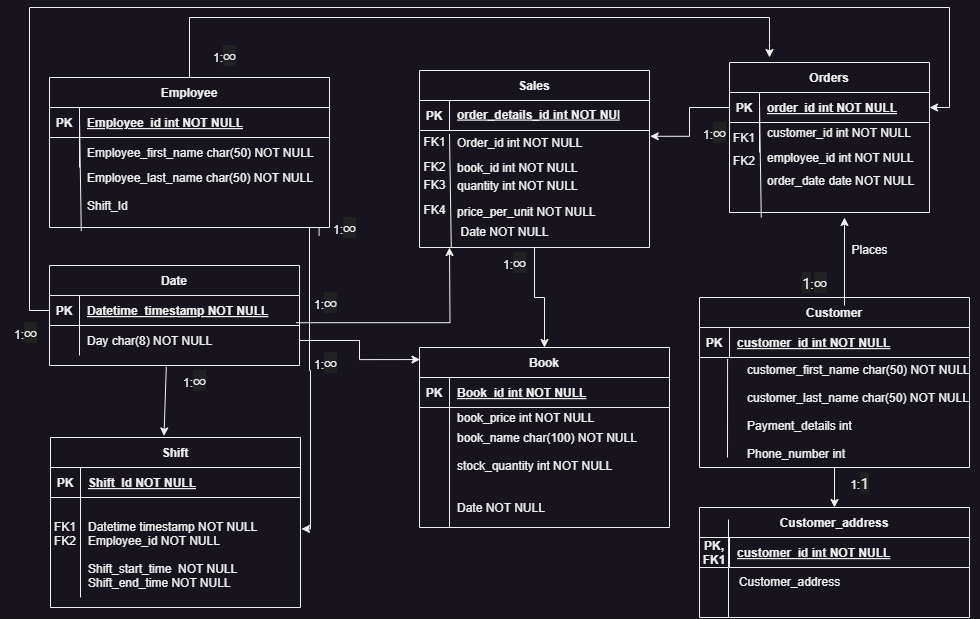 1:∞
Employee
PK Employee_id int NOT NULL
Employee_first_name char(50) NOT NULL
Employee_last_name char(50) NOT NULL
Shift_Id
1:∞
Sales
PK order_details_id int NOT NUl
FK1 Order_id int NOT NULL
FK2 book_id int NOT NULL
FK3 quantity int NOT NULL
FK4 price_per_unit NOT NULL
Date NOT NULL
1:∞
Orders
PK order_id int NOT NULL
FK1 customer_id int NOT NULL
FK2 employee_id int NOT NULL
order_date date NOT NULL
1:∞
Places
1:∞
Date
PK Datetime_timestamp NOT NULL
Day char(8) NOT NULL
1:∞
1:∞
1:∞
1:∞
Book
PK Book_id int NOT NULL
book_price int NOT NULL
book_name char(100) NOT NULL
stock_quantity int NOT NULL
Date NOT NULL
Customer
PK customer_id int NOT NULL
customer_first_name char(50) NOT NULL
customer_last_name char(50) NOT NULL
Payment_details int
Phone_number int
1:1
Shift
PK Shift_Id NOT NULL
FK1 Datetime timestamp NOT NULL
FK2 Employee_id NOT NULL
Shift_start_time NOT NULL
Shift_end_time NOT NULL
Customer_address
PK,
FK1 customer_id int NOT NULL
Customer_address